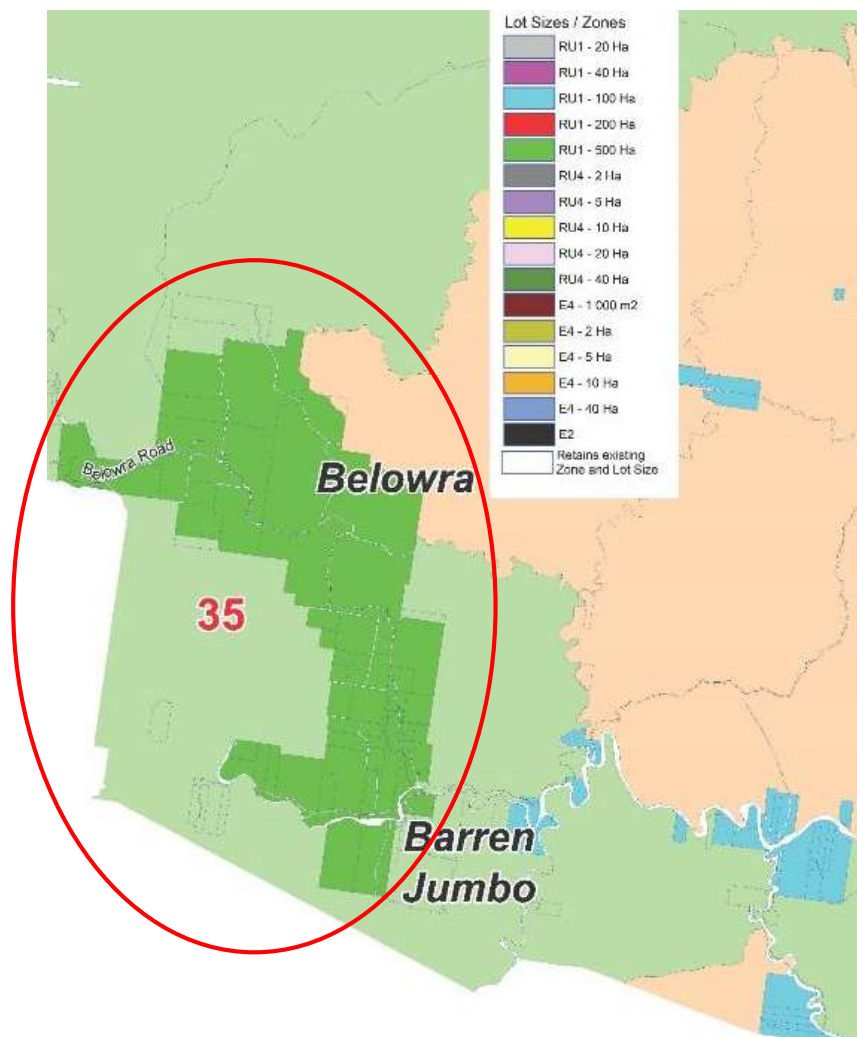 Lot Sizes / Zones
RU1 - 20 Ha
RU1 - 40 Ha
RU1 - 100 Ha
RU1 - 200 Ha
RU1 - 500 Ha
RU4 - 2 Ha
RU4 - 5 Ha
RU4 - 10 Ha
RU4 - 20 Ha
RU4 - 40 Ha
E4 - 1 000 m2
E4 - 2 Ha
E4 - 5 Ha
E4 - 10 Ha
E4 - 40 Ha
E2
Retains existing
Zone and Lot Size
Belowra Road
Belowra
35
Barren
Jumbo